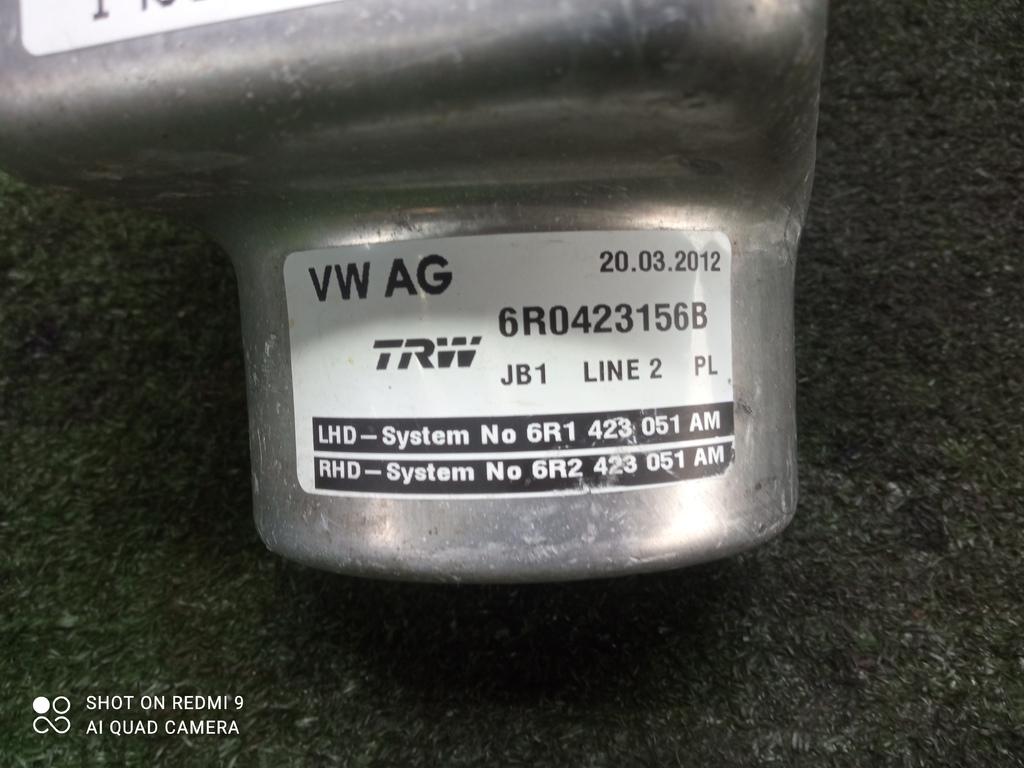 VW AG
20.03.2012
6R0423156B
TRW
JB1 LINE 2 PL
LHD – System No 6R1 423 051 AM
RHD – System No 6R2 423 051 AM
SHOT ON REDMI 9
AI QUAD CAMERA